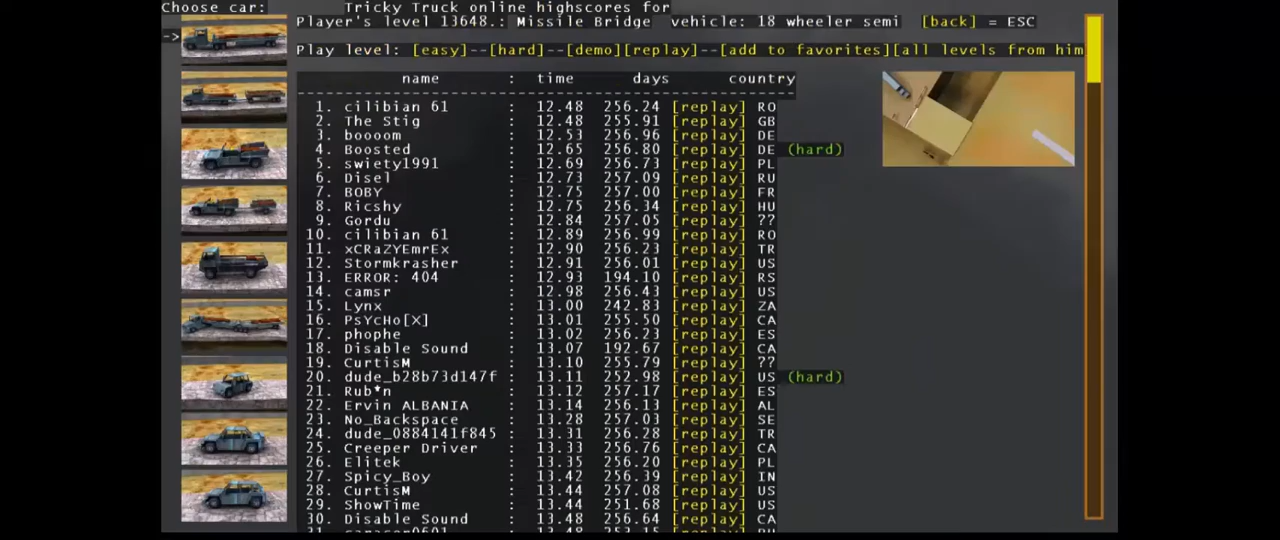 Choose car: Tricky Truck online highscores for
Player's level 13648.: Missile Bridge vehicle: 18 wheeler semi [back] = ESC
->
Play level: [easy]--[hard]--[demo][replay]--[add to favorites][all levels from him
name : time days country
1. cilibian 61 : 12.48 256.24 [replay] RO
2. The Stig : 12.48 255.91 [replay] GB
3. boooom : 12.53 256.96 [replay] DE
4. Boosted : 12.65 256.80 [replay] DE (hard)
5. swiety1991 : 12.69 256.73 [replay] PL
6. Disel : 12.73 257.09 [replay] RU
7. BOBY : 12.75 257.00 [replay] FR
8. Ricshy : 12.75 256.34 [replay] HU
9. Gordu : 12.84 257.05 [replay] ??
10. cilibian 61 : 12.89 256.99 [replay] RO
11. xCRaZYEmrEx : 12.90 256.23 [replay] TR
12. Stormkrasher : 12.91 256.01 [replay] US
13. ERROR: 404 : 12.93 194.10 [replay] RS
14. camsr : 12.98 256.43 [replay] US
15. Lynx : 13.00 242.83 [replay] ZA
16. PsYcHo[X] : 13.01 255.50 [replay] CA
17. phophe : 13.02 256.23 [replay] ES
18. Disable Sound : 13.07 192.67 [replay] CA
19. CurtisM : 13.10 255.79 [replay] ??
20. dude_b28b73d147f : 13.11 252.98 [replay] US (hard)
21. Rub*n : 13.12 257.17 [replay] ES
22. Ervin ALBANIA : 13.14 256.13 [replay] AL
23. No_Backspace : 13.28 257.03 [replay] SE
24. dude_0884141f845 : 13.31 256.28 [replay] TR
25. Creeper Driver : 13.33 256.76 [replay] CA
26. Elitek : 13.35 256.20 [replay] PL
27. Spicy_Boy : 13.42 256.39 [replay] IN
28. CurtisM : 13.44 257.08 [replay] US
29. ShowTime : 13.44 251.68 [replay] US
30. Disable Sound : 13.48 256.64 [replay] CA